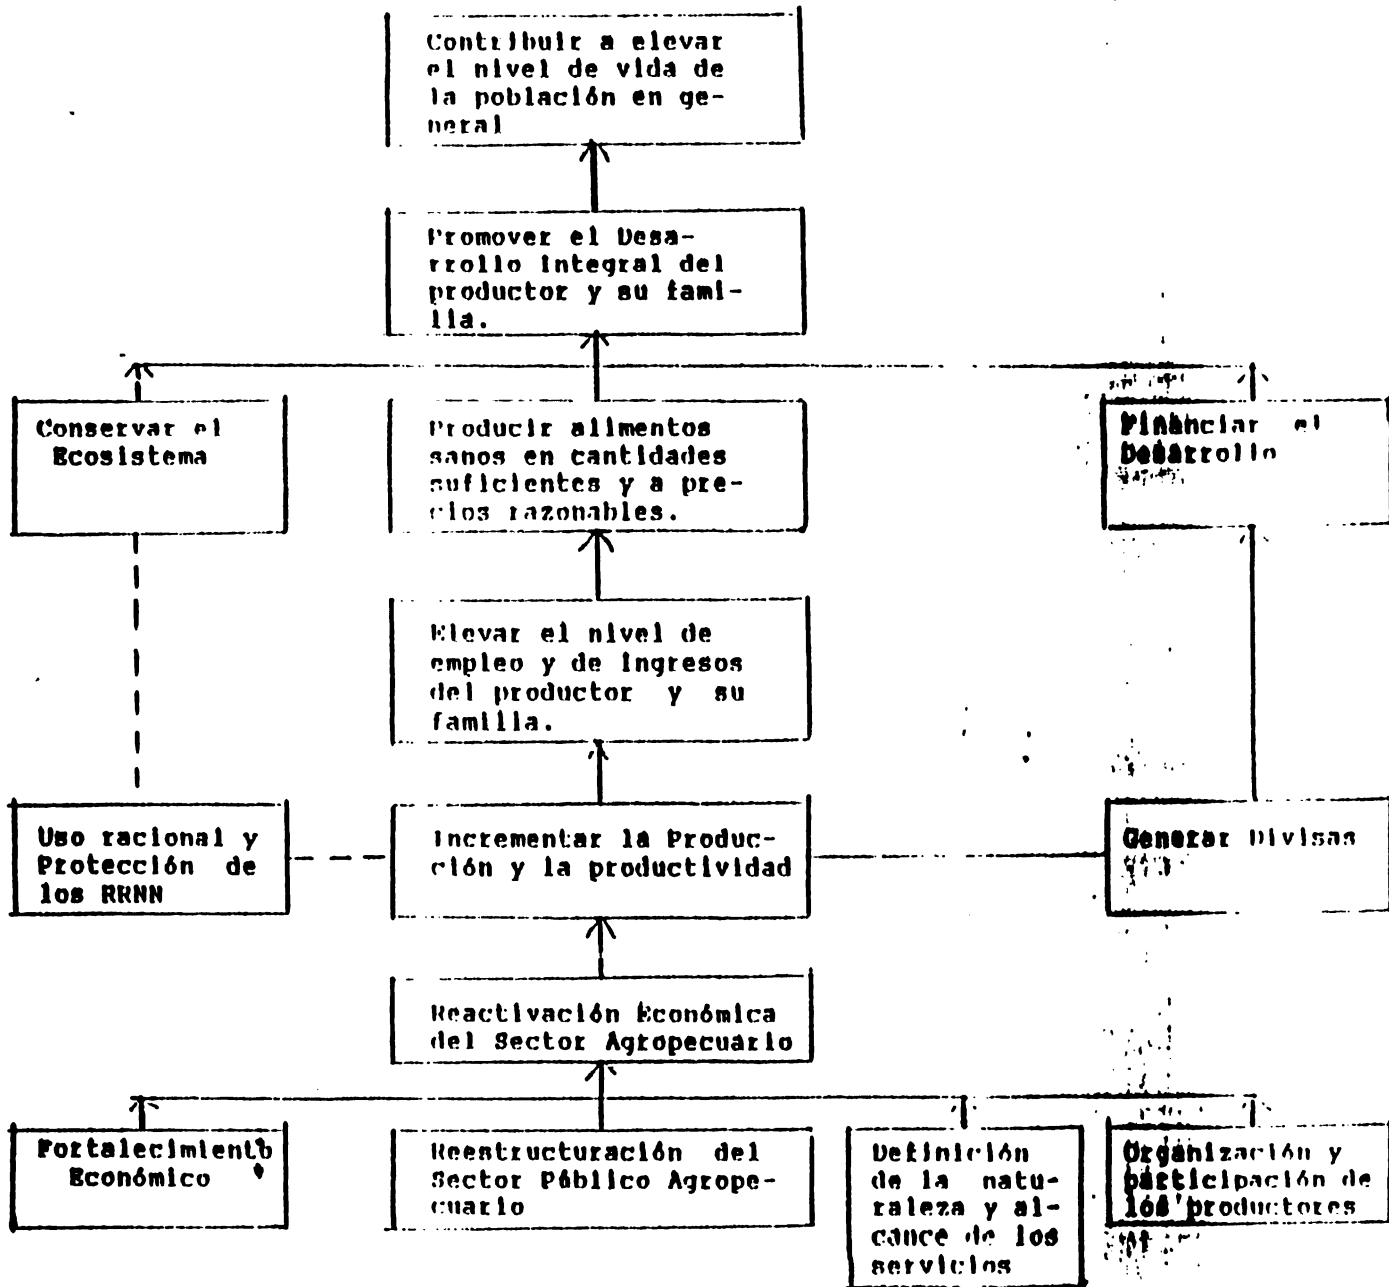 Contribuir a elevar
el nivel de vida de
la población en ge-
neral
Promover el Desa-
rrollo integral del
productor y su fami-
lia.
Conservar el
Ecosistema
Producir alimentos
sanos en cantidades
suficientes y a pre-
cios razonables.
Financiar el
Desarrollo
Elevar el nivel de
empleo y de ingresos
del productor y su
familia.
Uso racional y
Protección de
los RRNN
Incrementar la Produc-
ción y la productividad
Generar Divisas
Reactivación Económica
del Sector Agropecuario
Fortalecimiento
Económico
Reestructuración del
Sector Público Agrope-
cuario
Definición
de la natu-
raleza y al-
cance de los
servicios
Organización y
participación de
los productores